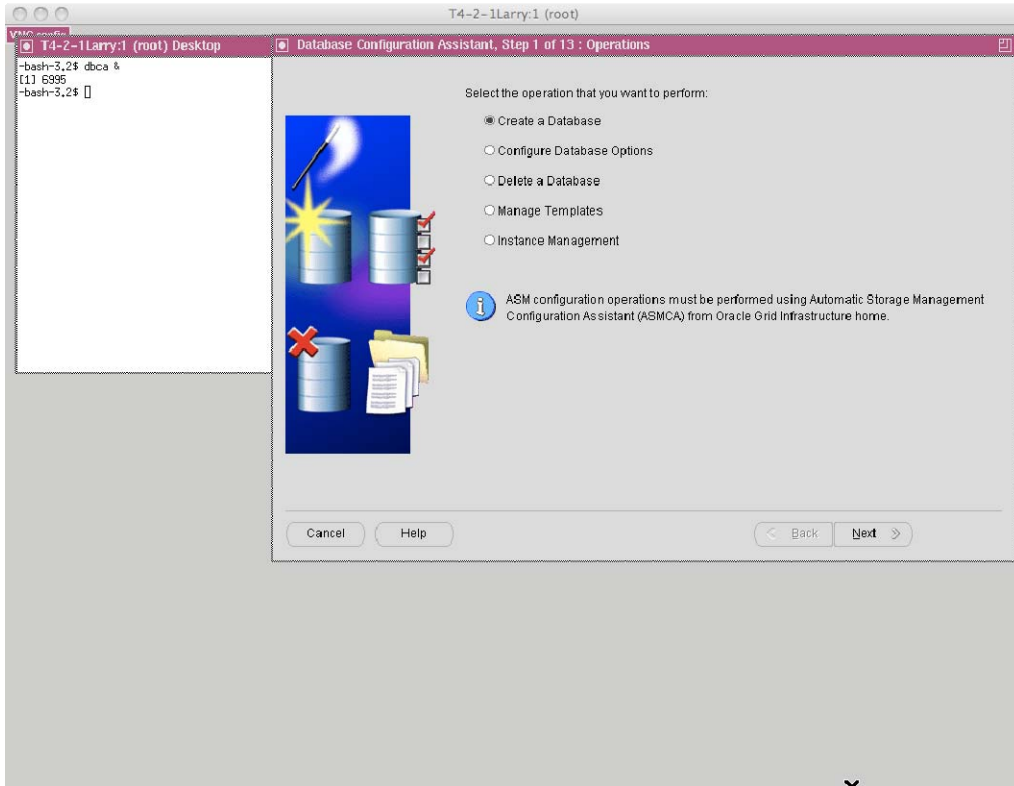 T4-2-1Larry:1 (root)
VNC config
T4-2-1Larry:1 (root) Desktop
-bash-3.2$ dbca &
[1] 6995
-bash-3.2$
Database Configuration Assistant, Step 1 of 13 : Operations
Select the operation that you want to perform:
Create a Database
Configure Database Options
Delete a Database
Manage Templates
Instance Management
ASM configuration operations must be performed using Automatic Storage Management
Configuration Assistant (ASMCA) from Oracle Grid Infrastructure home.
Cancel
Help
Back
Next